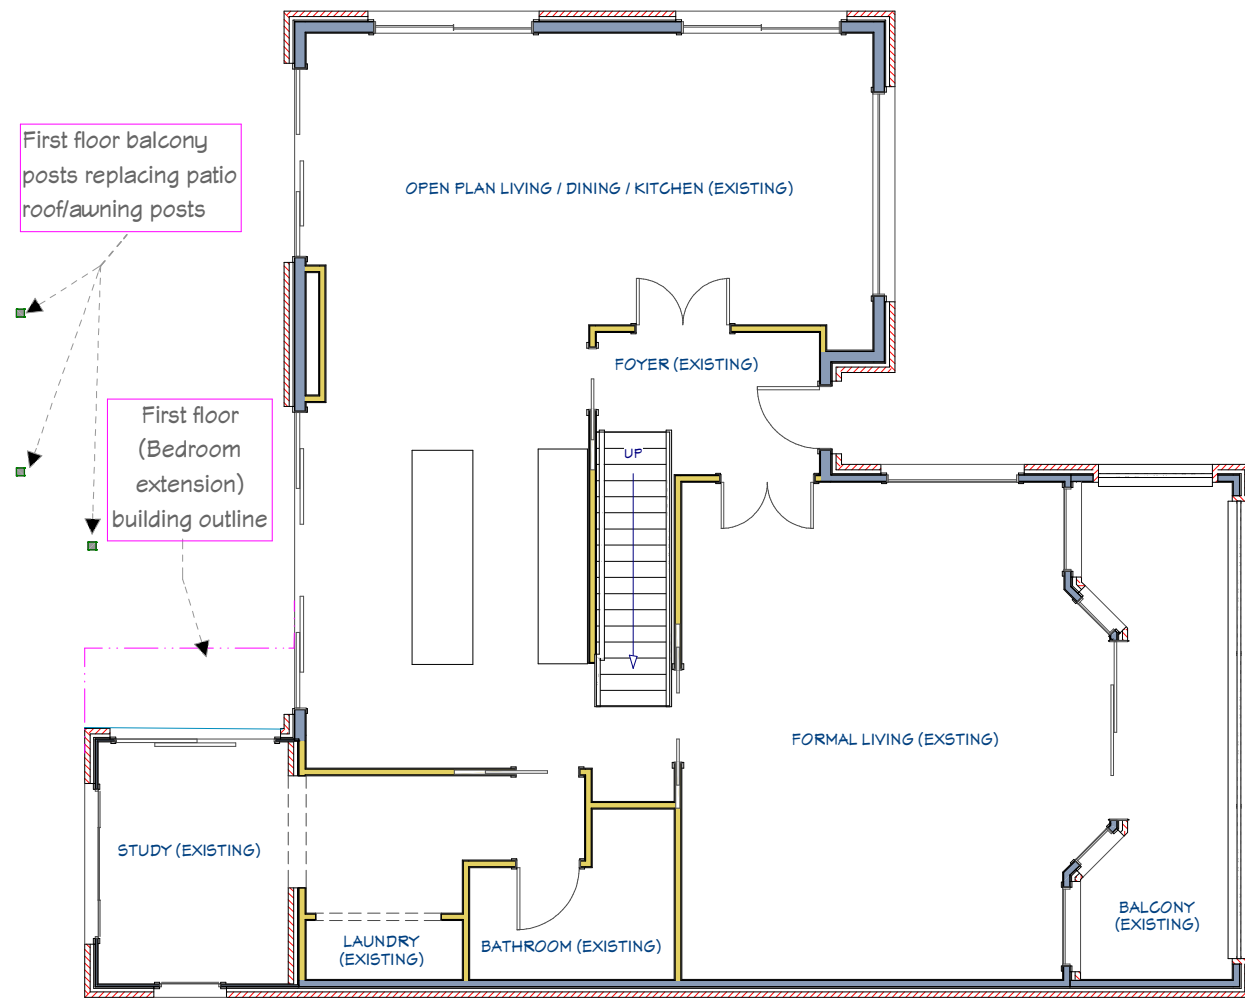 First floor balcony
posts replacing patio
roof/awning posts
OPEN PLAN LIVING / DINING / KITCHEN (EXISTING)
FOYER (EXISTING)
First floor
(Bedroom
extension)
building outline
UP
FORMAL LIVING (EXSTING)
STUDY (EXISTING)
LAUNDRY
(EXISTING)
BATHROOM (EXISTING)
BALCONY
(EXISTING)